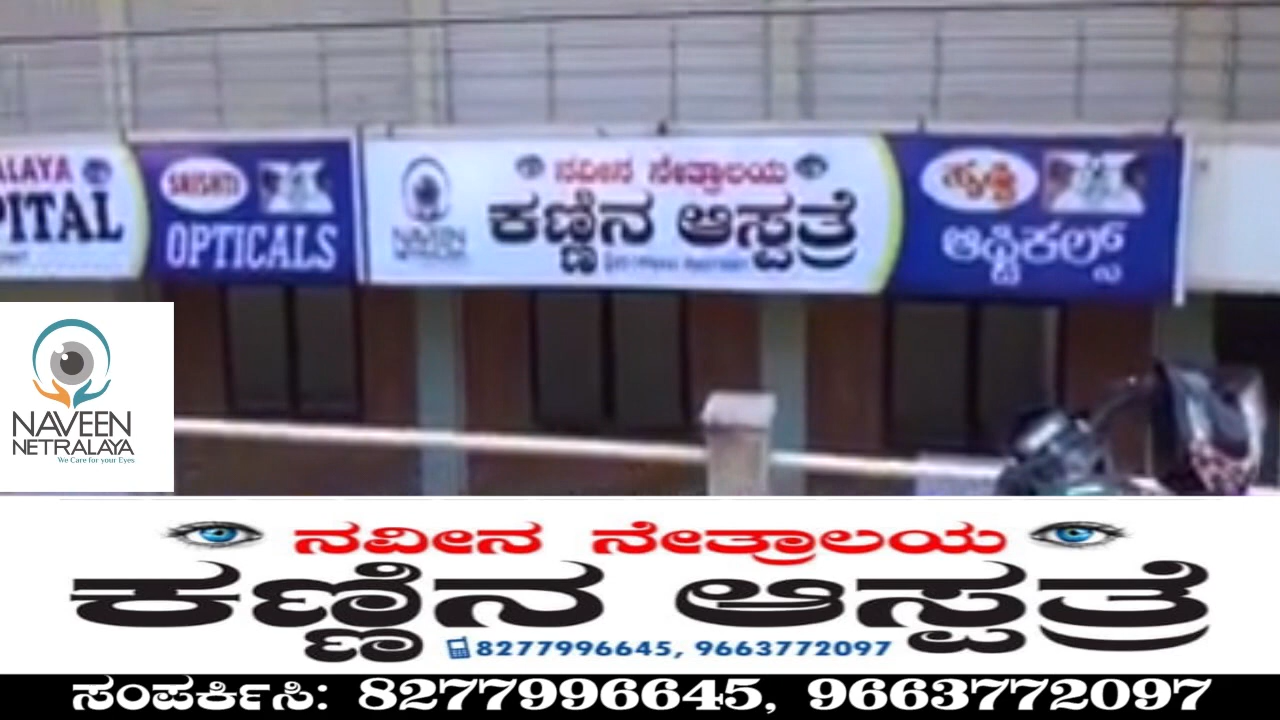 ALAYA
PITAL
SRISHTI
OPTICALS
NAVEEN
ನವೀನ ನೇತ್ರಾಲಯ
ಕಣ್ಣಿನ ಆಸ್ಪತ್ರೆ
ಸೃಷ್ಟಿ
ಆಪ್ಟಿಕಲ್ಸ್
NAVEEN
NETRALAYA
We Care for your Eyes
ನವೀನ ನೇತ್ರಾಲಯ
ಕಣ್ಣಿನ ಆಸ್ಪತ್ರೆ
8277996645, 9663772097
ಸಂಪರ್ಕಿಸಿ: 8277996645, 9663772097